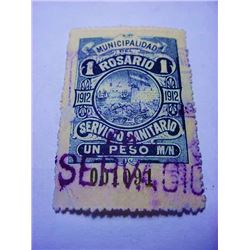 MUNICIPALIDAD
DEL
1 ROSARIO 1
1912 1912
SERVICIO SANITARIO
UN PESO M/N
001091